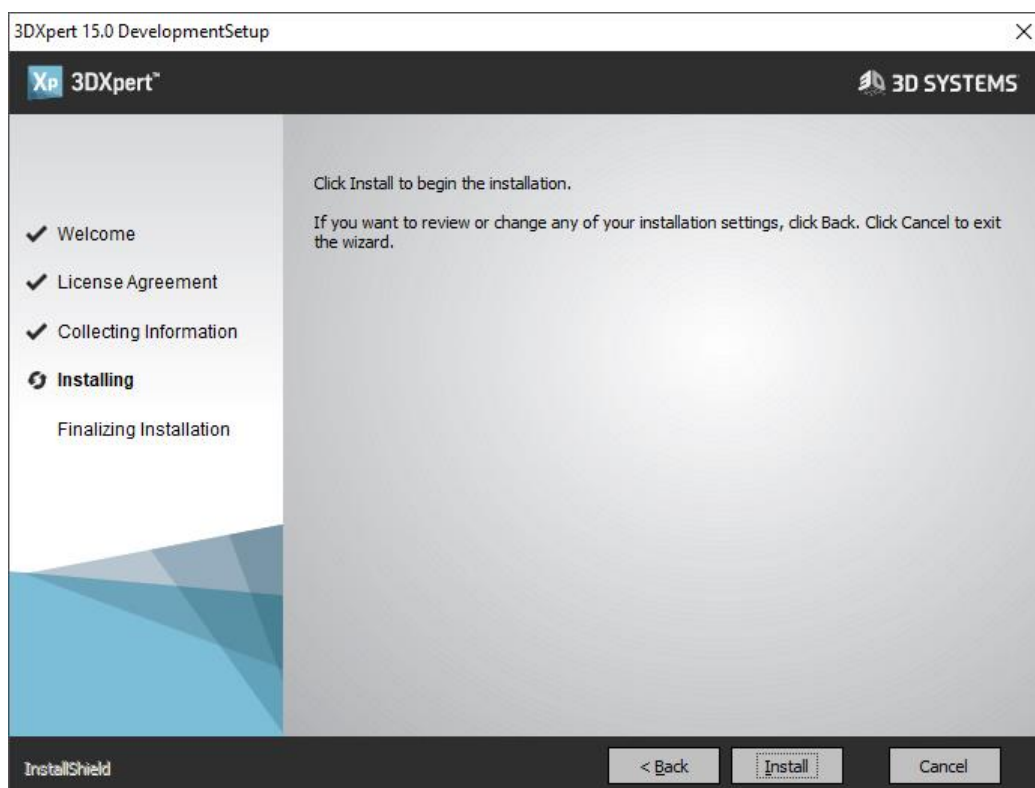 3DXpert 15.0 DevelopmentSetup
Xp 3DXpert™
3D SYSTEMS
Welcome
License Agreement
Collecting Information
Installing
Finalizing Installation
Click Install to begin the installation.
If you want to review or change any of your installation settings, click Back. Click Cancel to exit
the wizard.
InstallShield
< Back
Install
Cancel